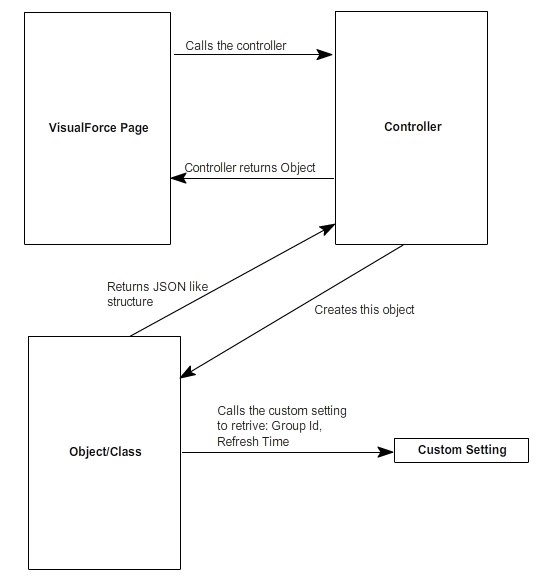 Calls the controller
VisualForce Page
Controller
Controller returns Object
Returns JSON like
structure
Creates this object
Calls the custom setting
to retrive: Group Id,
Refresh Time
Object/Class
Custom Setting